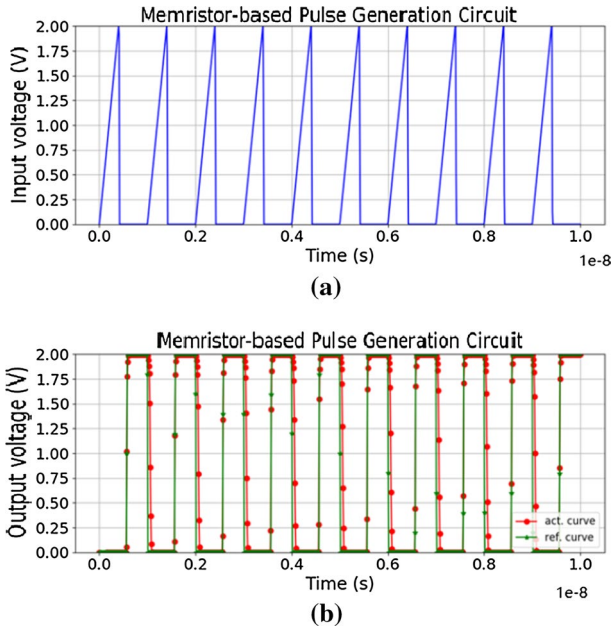 Memristor-based Pulse Generation Circuit
2.00
1.75
1.50
1.25
1.00
0.75
0.50
0.25
0.00
Input voltage (V)
0.0 0.2 0.4 0.6 0.8 1.0
Time (s)
1e-8
(a)
Memristor-based Pulse Generation Circuit
2.00
1.75
1.50
1.25
1.00
0.75
0.50
0.25
0.00
Output voltage (V)
act. curve
ref. curve
0.0 0.2 0.4 0.6 0.8 1.0
Time (s)
1e-8
(b)